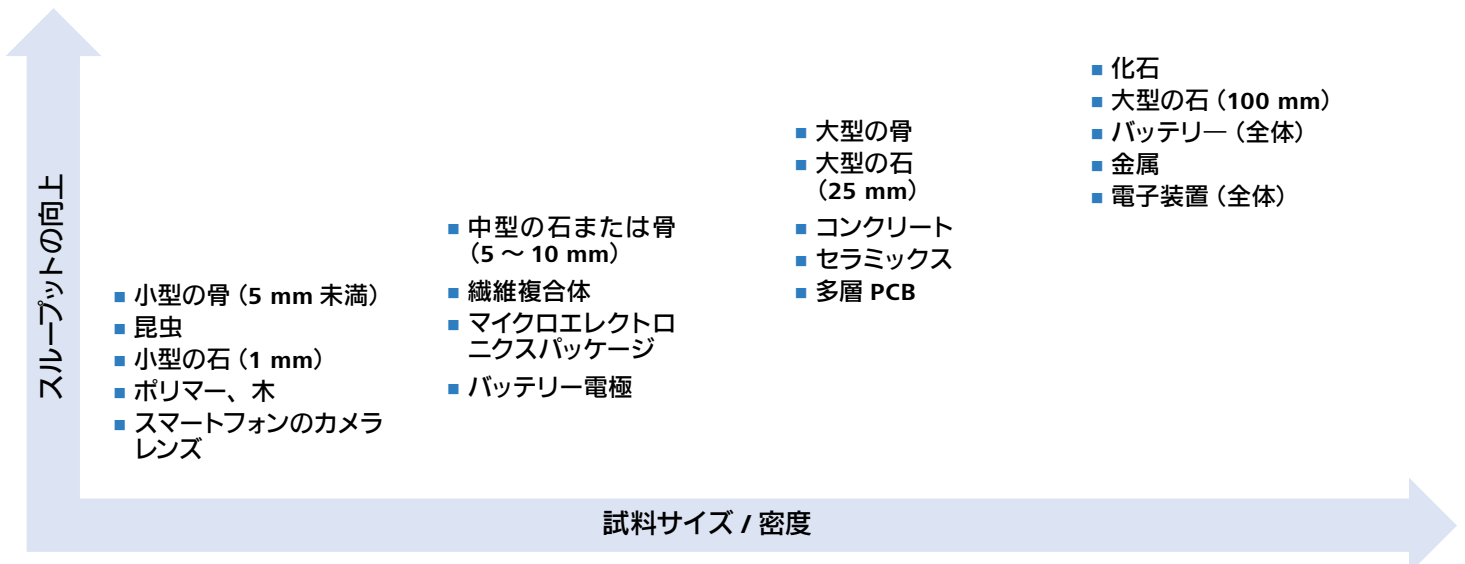 スループットの向上
■ 小型の骨（5 mm 未満）
■ 昆虫
■ 小型の石（1 mm）
■ ポリマー、木
■ スマートフォンのカメラ
レンズ
■ 中型の石または骨
（5 ～ 10 mm）
■ 繊維複合体
■ マイクロエレクトロ
ニクスパッケージ
■ バッテリー電極
■ 大型の骨
■ 大型の石
（25 mm）
■ コンクリート
■ セラミックス
■ 多層 PCB
■ 化石
■ 大型の石（100 mm）
■ バッテリ―（全体）
■ 金属
■ 電子装置（全体）
試料サイズ / 密度